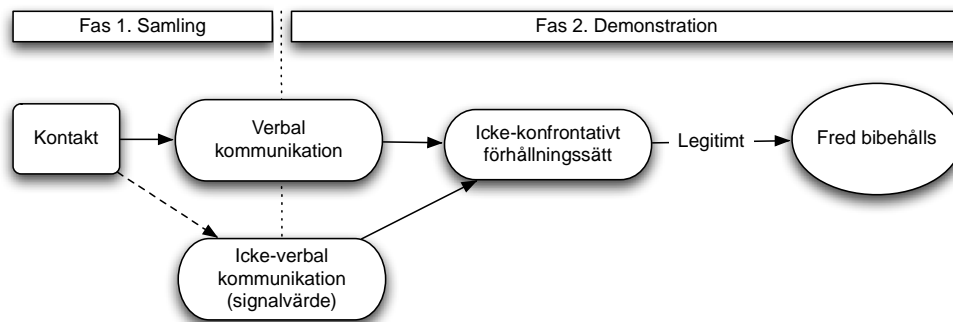 Fas 1. Samling
Fas 2. Demonstration
Kontakt
Verbal
kommunikation
Icke-konfrontativt
förhållningssätt
Legitimt
Fred bibehålls
Icke-verbal
kommunikation
(signalvärde)